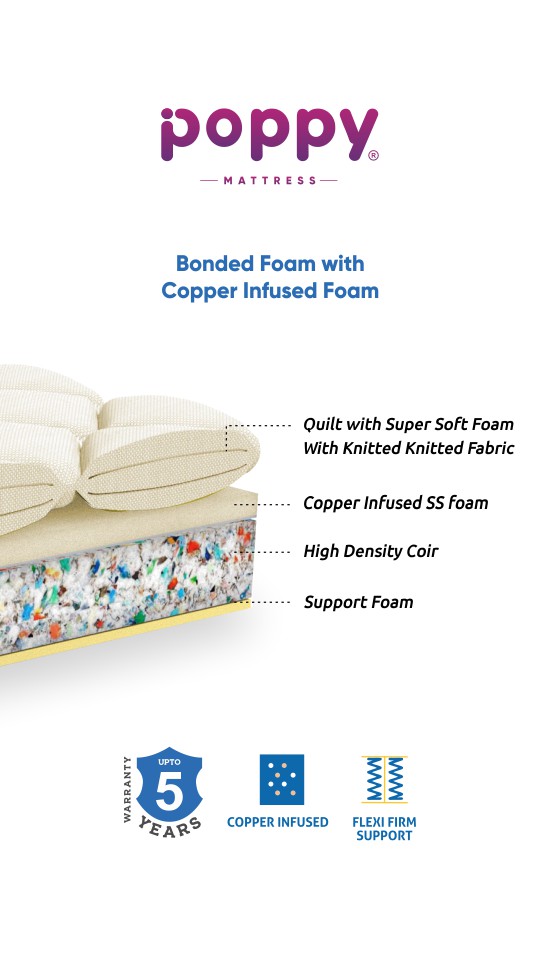 poppy®
MATTRESS
Bonded Foam with
Copper Infused Foam
Quilt with Super Soft Foam
With Knitted Knitted Fabric
Copper Infused SS foam
High Density Coir
Support Foam
WARRANTY
UPTO
5
YEARS
COPPER INFUSED
FLEXI FIRM
SUPPORT